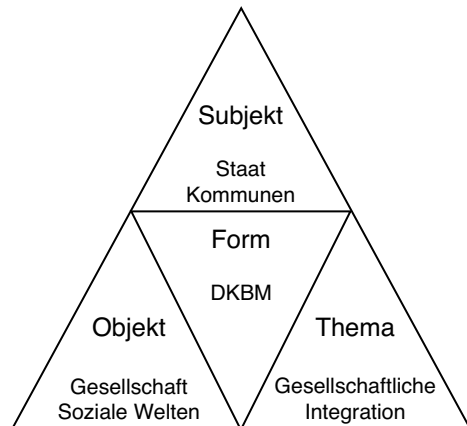 Subjekt
Staat
Kommunen
Form
DKBM
Objekt
Gesellschaft
Soziale Welten
Thema
Gesellschaftliche
Integration